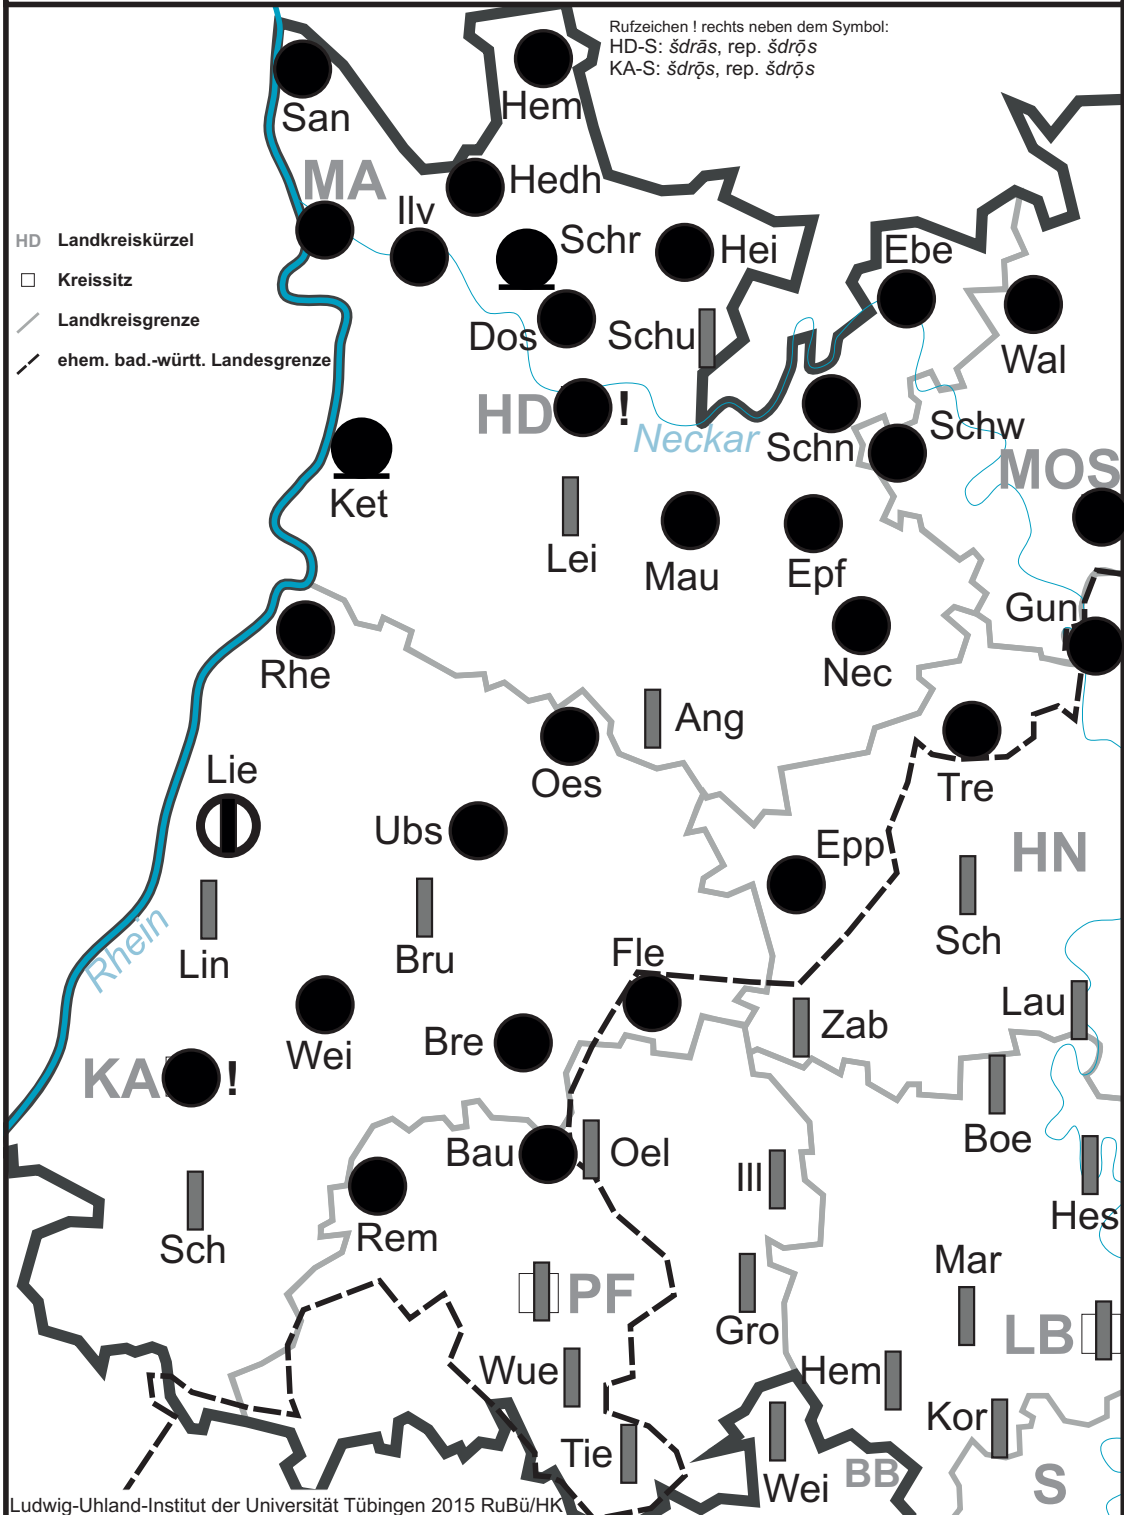 Rufzeichen ! rechts neben dem Symbol:
HD-S: šdrās, rep. šdrọ̄s
KA-S: šdrọ̄s, rep. šdrọ̄s
San
Hem
MA
Hedh
Ilv
Schr
Hei
Ebe
HD Landkreiskürzel
Kreissitz
Landkreisgrenze
ehem. bad.-württ. Landesgrenze
Dos
Schu
Wal
HD
!
Neckar
Schn
Schw
MOS
Ket
Lei
Mau
Epf
Gun
Rhe
Nec
Ang
Oes
Tre
Lie
Ubs
Epp
HN
Rhein
Lin
Bru
Fle
Sch
Lau
Zab
Wei
Bre
KA
!
Boe
Bau
Oel
Ill
Hes
Sch
Rem
Mar
PF
Gro
LB
Wue
Hem
Kor
Tie
Wei
BB
S
Ludwig-Uhland-Institut der Universität Tübingen 2015 RuBü/HK